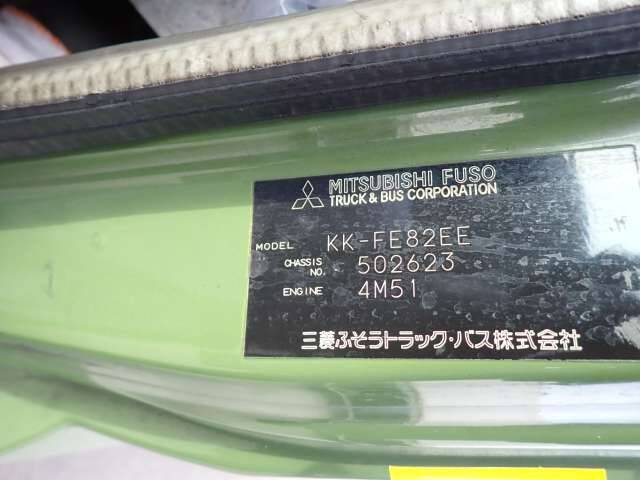 MITSUBISHI FUSO
TRUCK & BUS CORPORATION
MODEL KK-FE82EE
CHASSIS NO. 502623
ENGINE 4M51
三菱ふそうトラック・バス株式会社